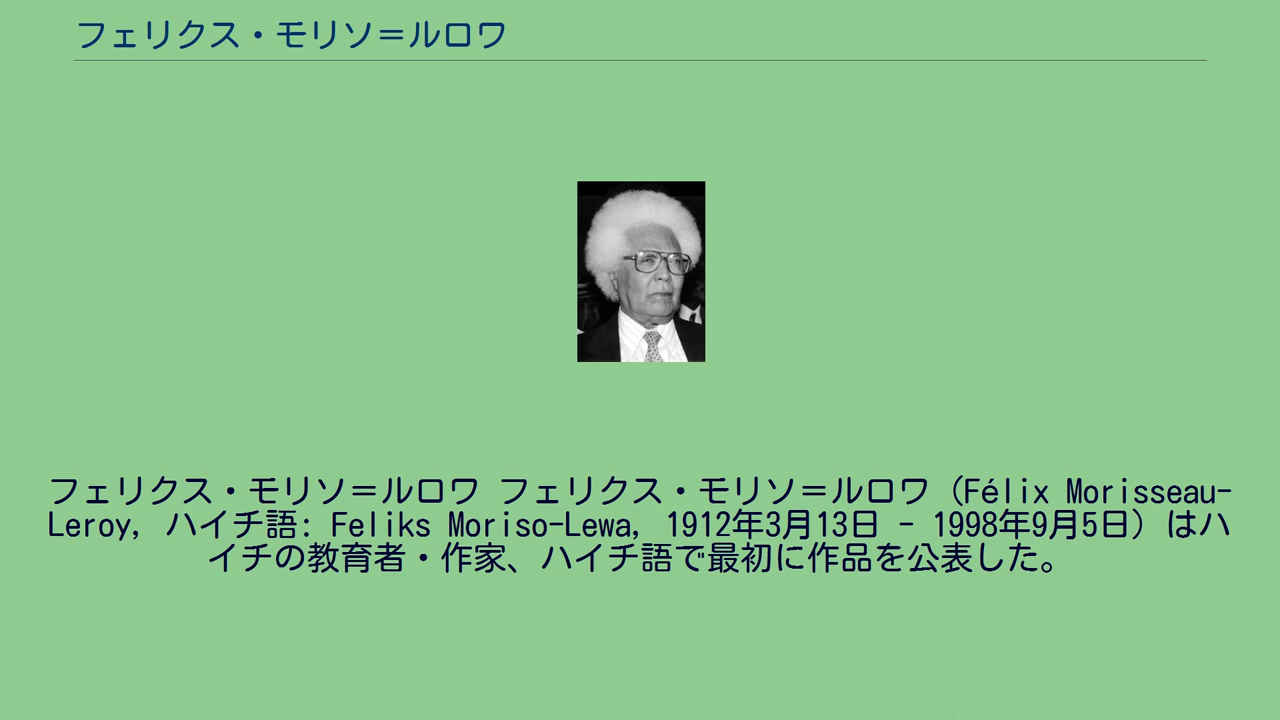 フェリクス・モリソ＝ルロワ
フェリクス・モリソ＝ルロワ フェリクス・モリソ＝ルロワ（Félix Morisseau-
Leroy, ハイチ語: Feliks Moriso-Lewa, 1912年3月13日 - 1998年9月5日）はハ
イチの教育者・作家、ハイチ語で最初に作品を公表した。